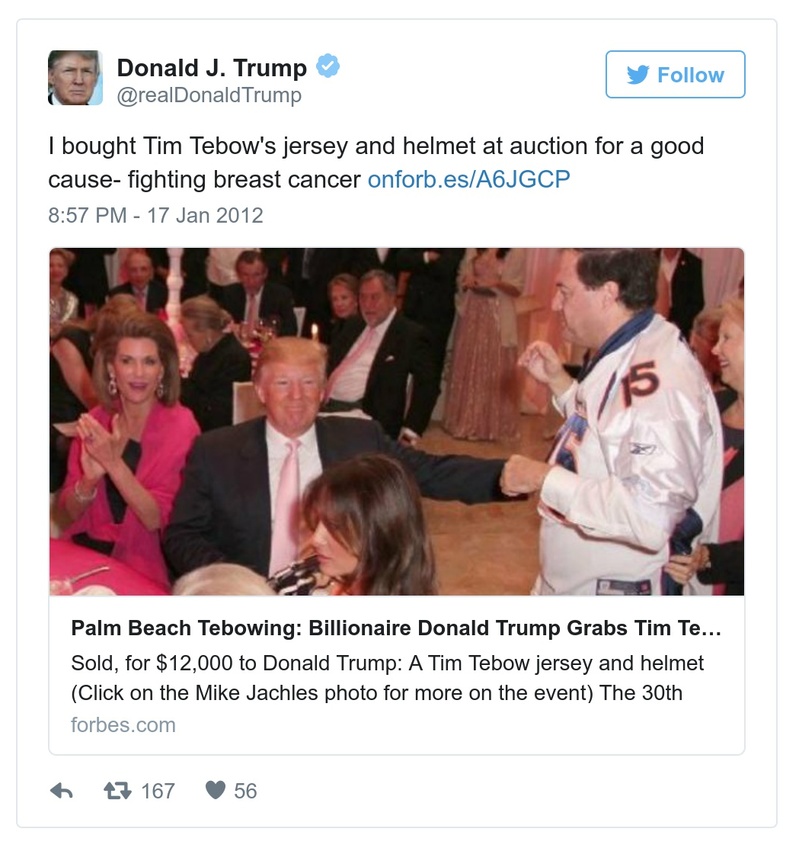 Donald J. Trump
@realDonaldTrump
Follow
I bought Tim Tebow's jersey and helmet at auction for a good
cause- fighting breast cancer onforb.es/A6JGCP
8:57 PM - 17 Jan 2012
15
Palm Beach Tebowing: Billionaire Donald Trump Grabs Tim Te…
Sold, for $12,000 to Donald Trump: A Tim Tebow jersey and helmet
(Click on the Mike Jachles photo for more on the event) The 30th
forbes.com
167
56